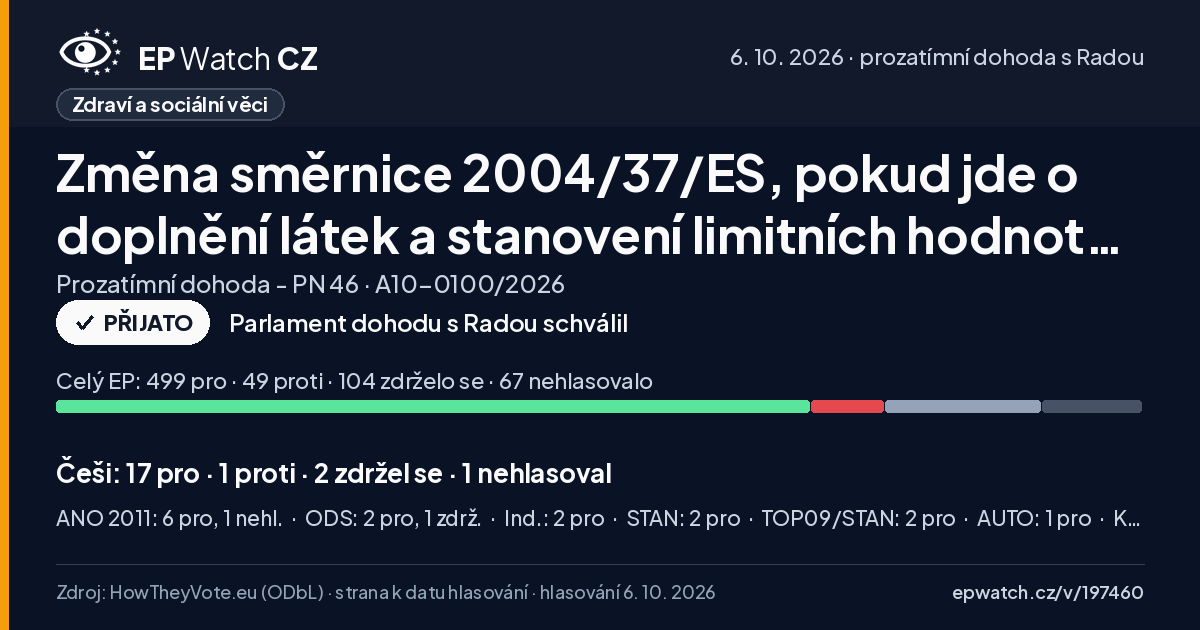 EP Watch CZ
6. 10. 2026 · prozatímní dohoda s Radou
Zdraví a sociální věci
Změna směrnice 2004/37/ES, pokud jde o
doplnění látek a stanovení limitních hodnot…
Prozatímní dohoda - PN 46 · A10–0100/2026
✓ PŘIJATO
Parlament dohodu s Radou schválil
Celý EP: 499 pro · 49 proti · 104 zdrželo se · 67 nehlasovalo
Češi: 17 pro · 1 proti · 2 zdržel se · 1 nehlasoval
ANO 2011: 6 pro, 1 nehl. · ODS: 2 pro, 1 zdrž. · Ind.: 2 pro · STAN: 2 pro · TOP09/STAN: 2 pro · AUTO: 1 pro · K…
Zdroj: HowTheyVote.eu (ODbL) · strana k datu hlasování · hlasování 6. 10. 2026
epwatch.cz/v/197460